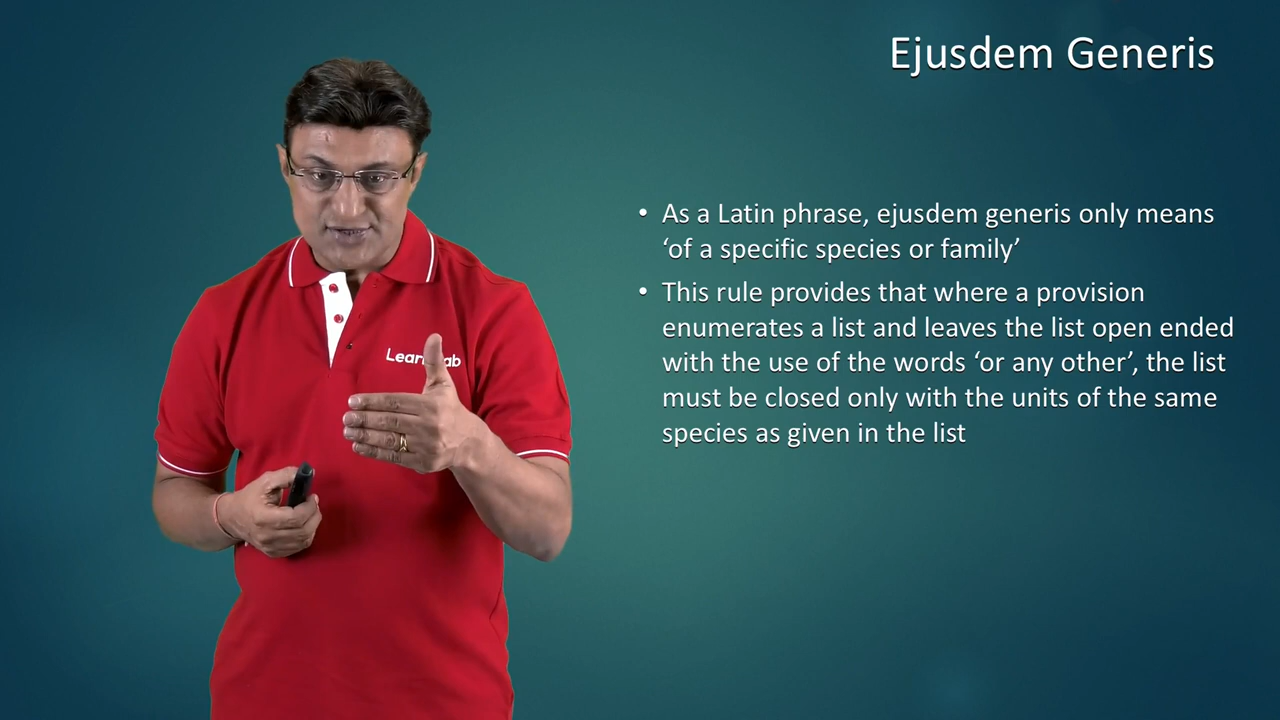 Ejusdem Generis
• As a Latin phrase, ejusdem generis only means
‘of a specific species or family’
• This rule provides that where a provision
enumerates a list and leaves the list open ended
with the use of the words ‘or any other’, the list
must be closed only with the units of the same
species as given in the list